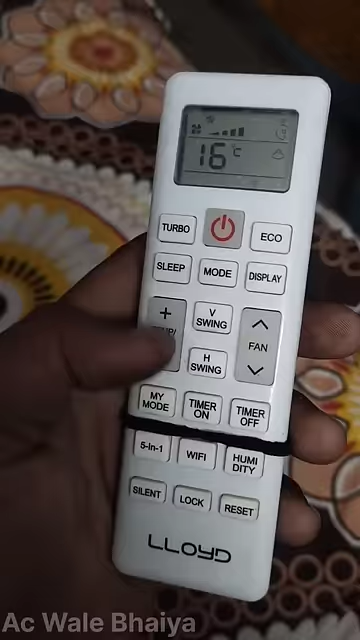 16 °C
TURBO
ECO
SLEEP
MODE
DISPLAY
+
V
SWING
FAN
H
SWING
MY
MODE
TIMER
ON
TIMER
OFF
5-in-1
WIFI
HUMI
DITY
SILENT
LOCK
RESET
LLOYD
Ac Wale Bhaiya